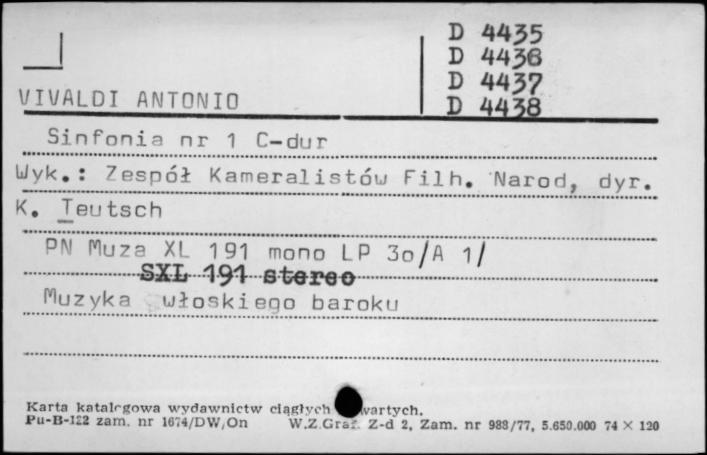 D 4435
D 4436
D 4437
D 4438
VIVALDI ANTONIO
Sinfonia nr 1 C-dur
Wyk.: Zespół Kameralistów Filh. Narod, dyr.
K. Teutsch
PN Muza XL 191 mono LP 3o/A 1/
SXL 191 stereo
Muzyka włoskiego baroku
Karta katalogowa wydawnictw ciągłych wartych.
Pu-B-122 zam. nr 1674/DW/On W.Z.Graf. Z-d 2, Zam. nr 988/77, 5.650.000 74 × 120